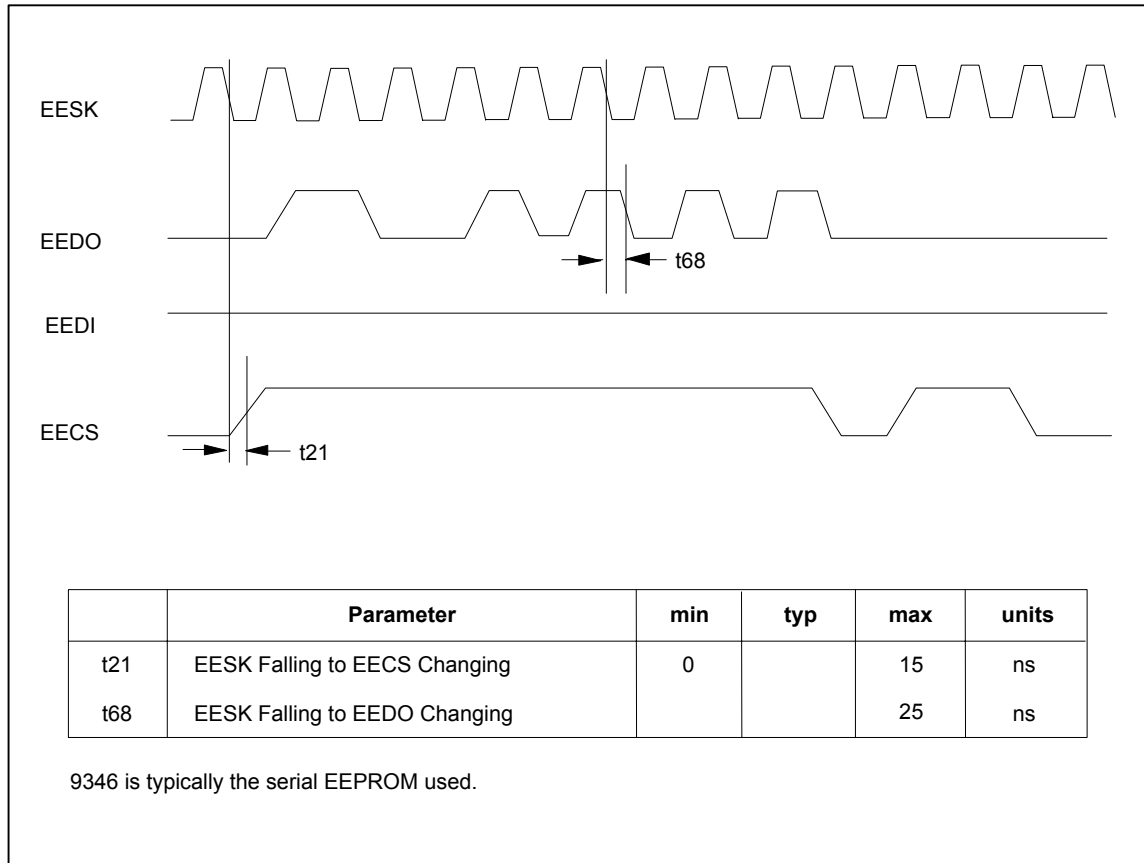 EESK
EEDO
t68
EEDI
EECS
t21
Parameter min typ max units
t21 EESK Falling to EECS Changing 0 15 ns
t68 EESK Falling to EEDO Changing 25 ns
9346 is typically the serial EEPROM used.